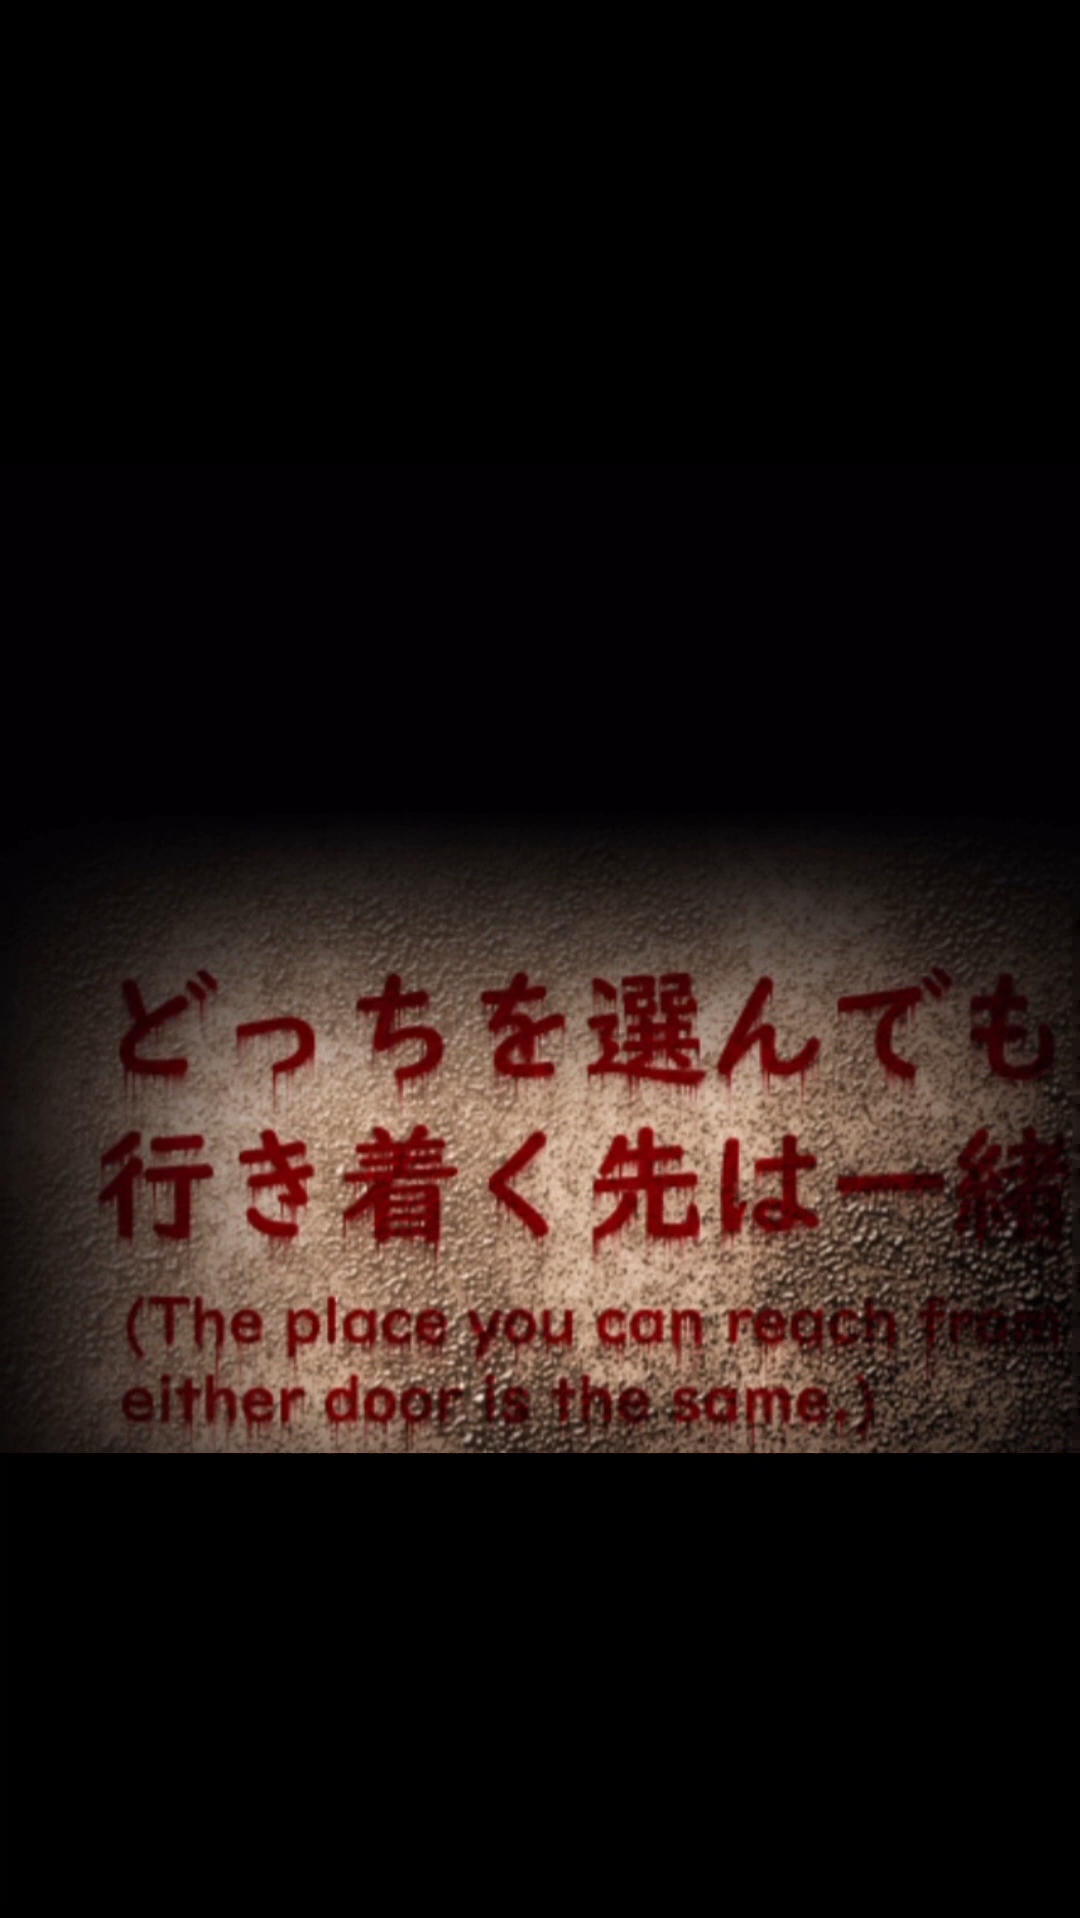 どっちを選んでも
行き着く先は一緒
(The place you can reach from
either door is the same.)